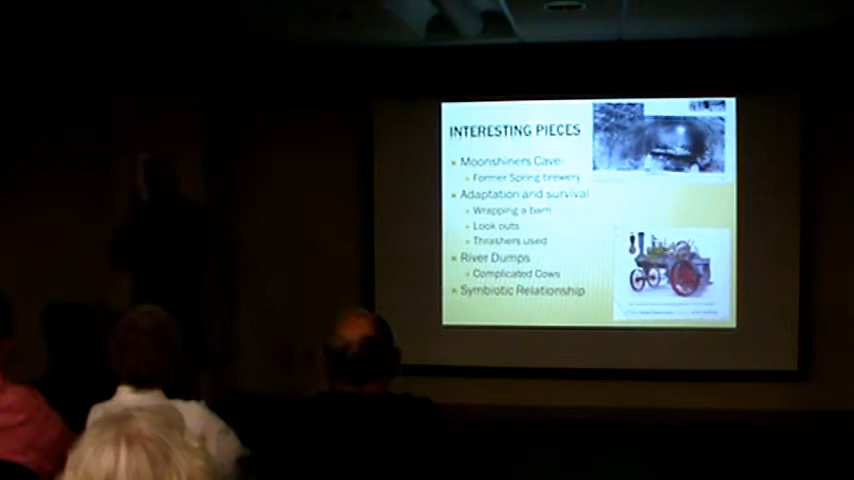 INTERESTING PIECES
Moonshiners Cave-
Former Spring brewery
Adaptation and survival
Wrapping a barn
Look outs
Thrashers used
River Dumps
Complicated Cows
Symbiotic Relationship